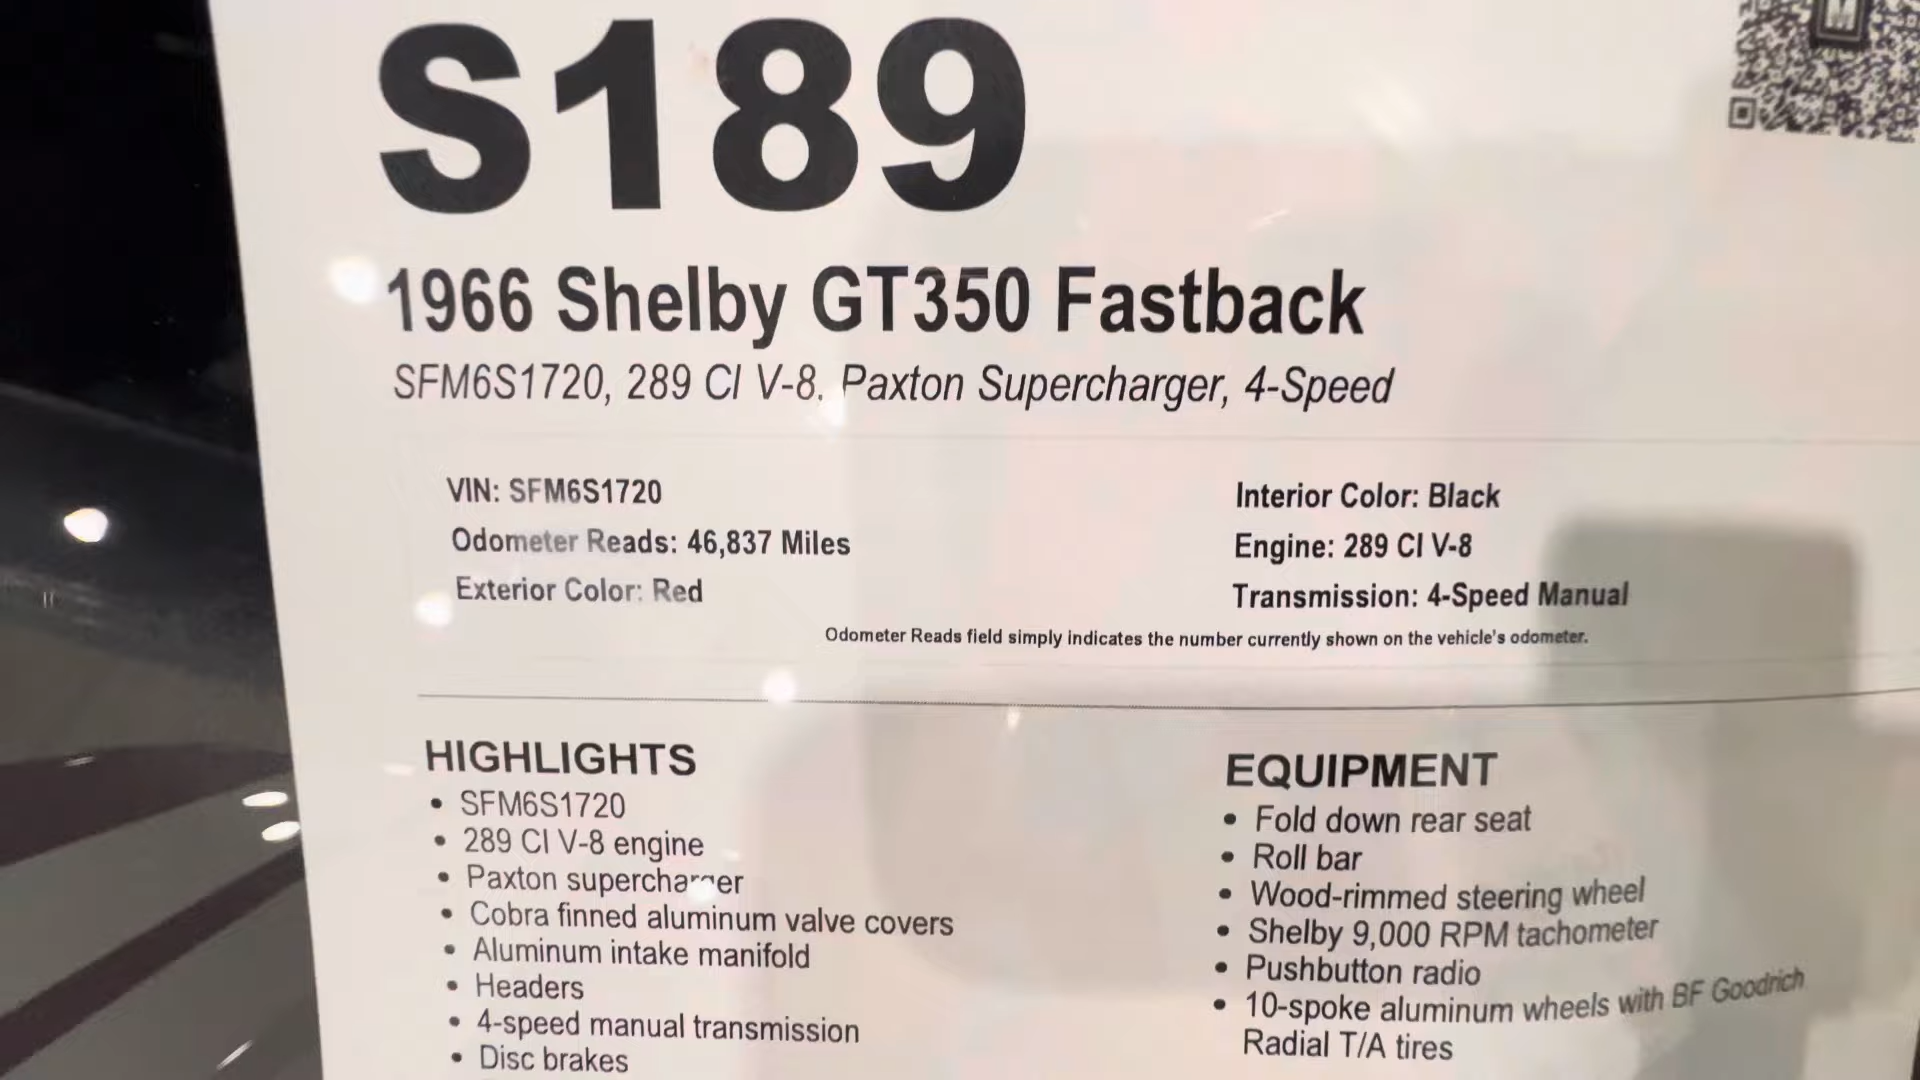 S189
1966 Shelby GT350 Fastback
SFM6S1720, 289 CI V-8, Paxton Supercharger, 4-Speed
VIN: SFM6S1720
Odometer Reads: 46,837 Miles
Exterior Color: Red
Interior Color: Black
Engine: 289 CI V-8
Transmission: 4-Speed Manual
Odometer Reads field simply indicates the number currently shown on the vehicle's odometer.
HIGHLIGHTS
• SFM6S1720
• 289 CI V-8 engine
• Paxton supercharger
• Cobra finned aluminum valve covers
• Aluminum intake manifold
• Headers
• 4-speed manual transmission
• Disc brakes
EQUIPMENT
• Fold down rear seat
• Roll bar
• Wood-rimmed steering wheel
• Shelby 9,000 RPM tachometer
• Pushbutton radio
• 10-spoke aluminum wheels with BF Goodrich
Radial T/A tires
M